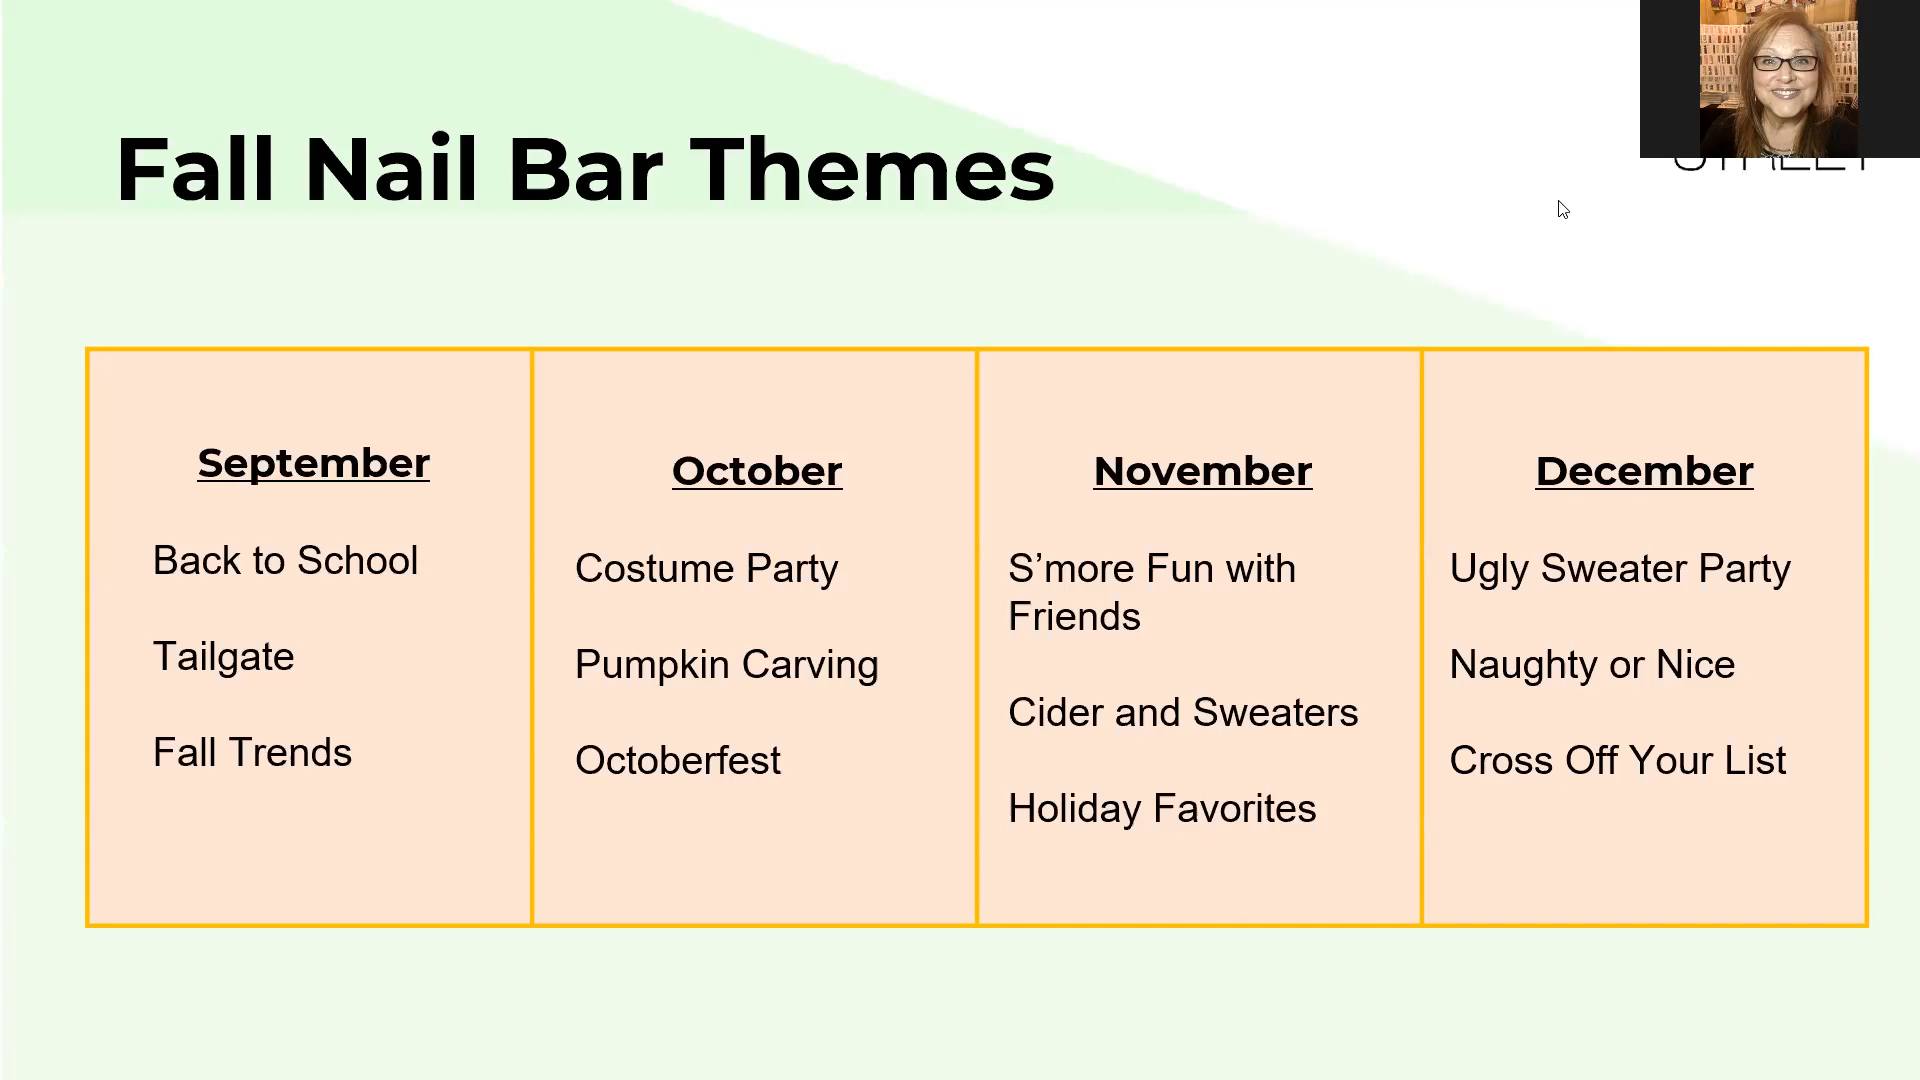 Fall Nail Bar Themes
September
Back to School
Tailgate
Fall Trends
October
Costume Party
Pumpkin Carving
Octoberfest
November
S’more Fun with
Friends
Cider and Sweaters
Holiday Favorites
December
Ugly Sweater Party
Naughty or Nice
Cross Off Your List